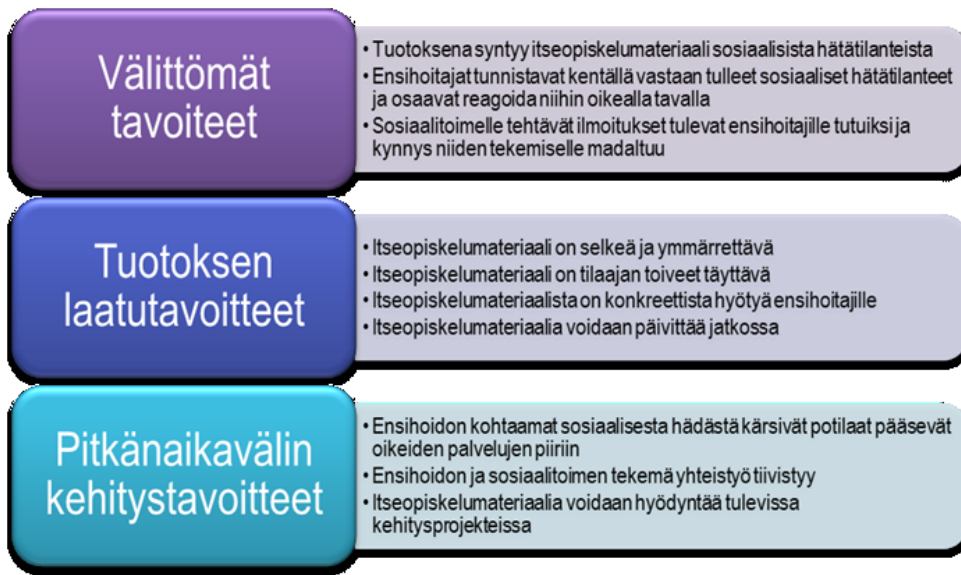 Välittömät
tavoiteet
• Tuotoksena syntyy itseopiskelumateriaali sosiaalisista hätätilanteista
• Ensihoitajat tunnistavat kentällä vastaan tulleet sosiaaliset hätätilanteet
ja osaavat reagoida niihin oikealla tavalla
• Sosiaalitoimelle tehtävät ilmoitukset tulevat ensihoitajille tutuiksi ja
kynnys niiden tekemiselle madaltuu
Tuotoksen
laatutavoitteet
• Itseopiskelumateriaali on selkeä ja ymmärrettävä
• Itseopiskelumateriaali on tilaajan toiveet täyttävä
• Itseopiskelumateriaalista on konkreettista hyötyä ensihoitajille
• Itseopiskelumateriaalia voidaan päivittää jatkossa
Pitkänaikavälin
kehitystavoitteet
• Ensihoidon kohtaamat sosiaalisesta hädästä kärsivät potilaat pääsevät
oikeiden palvelujen piiriin
• Ensihoidon ja sosiaalitoimen tekemä yhteistyö tiivistyy
• Itseopiskelumateriaalia voidaan hyödyntää tulevissa
kehitysprojekteissa